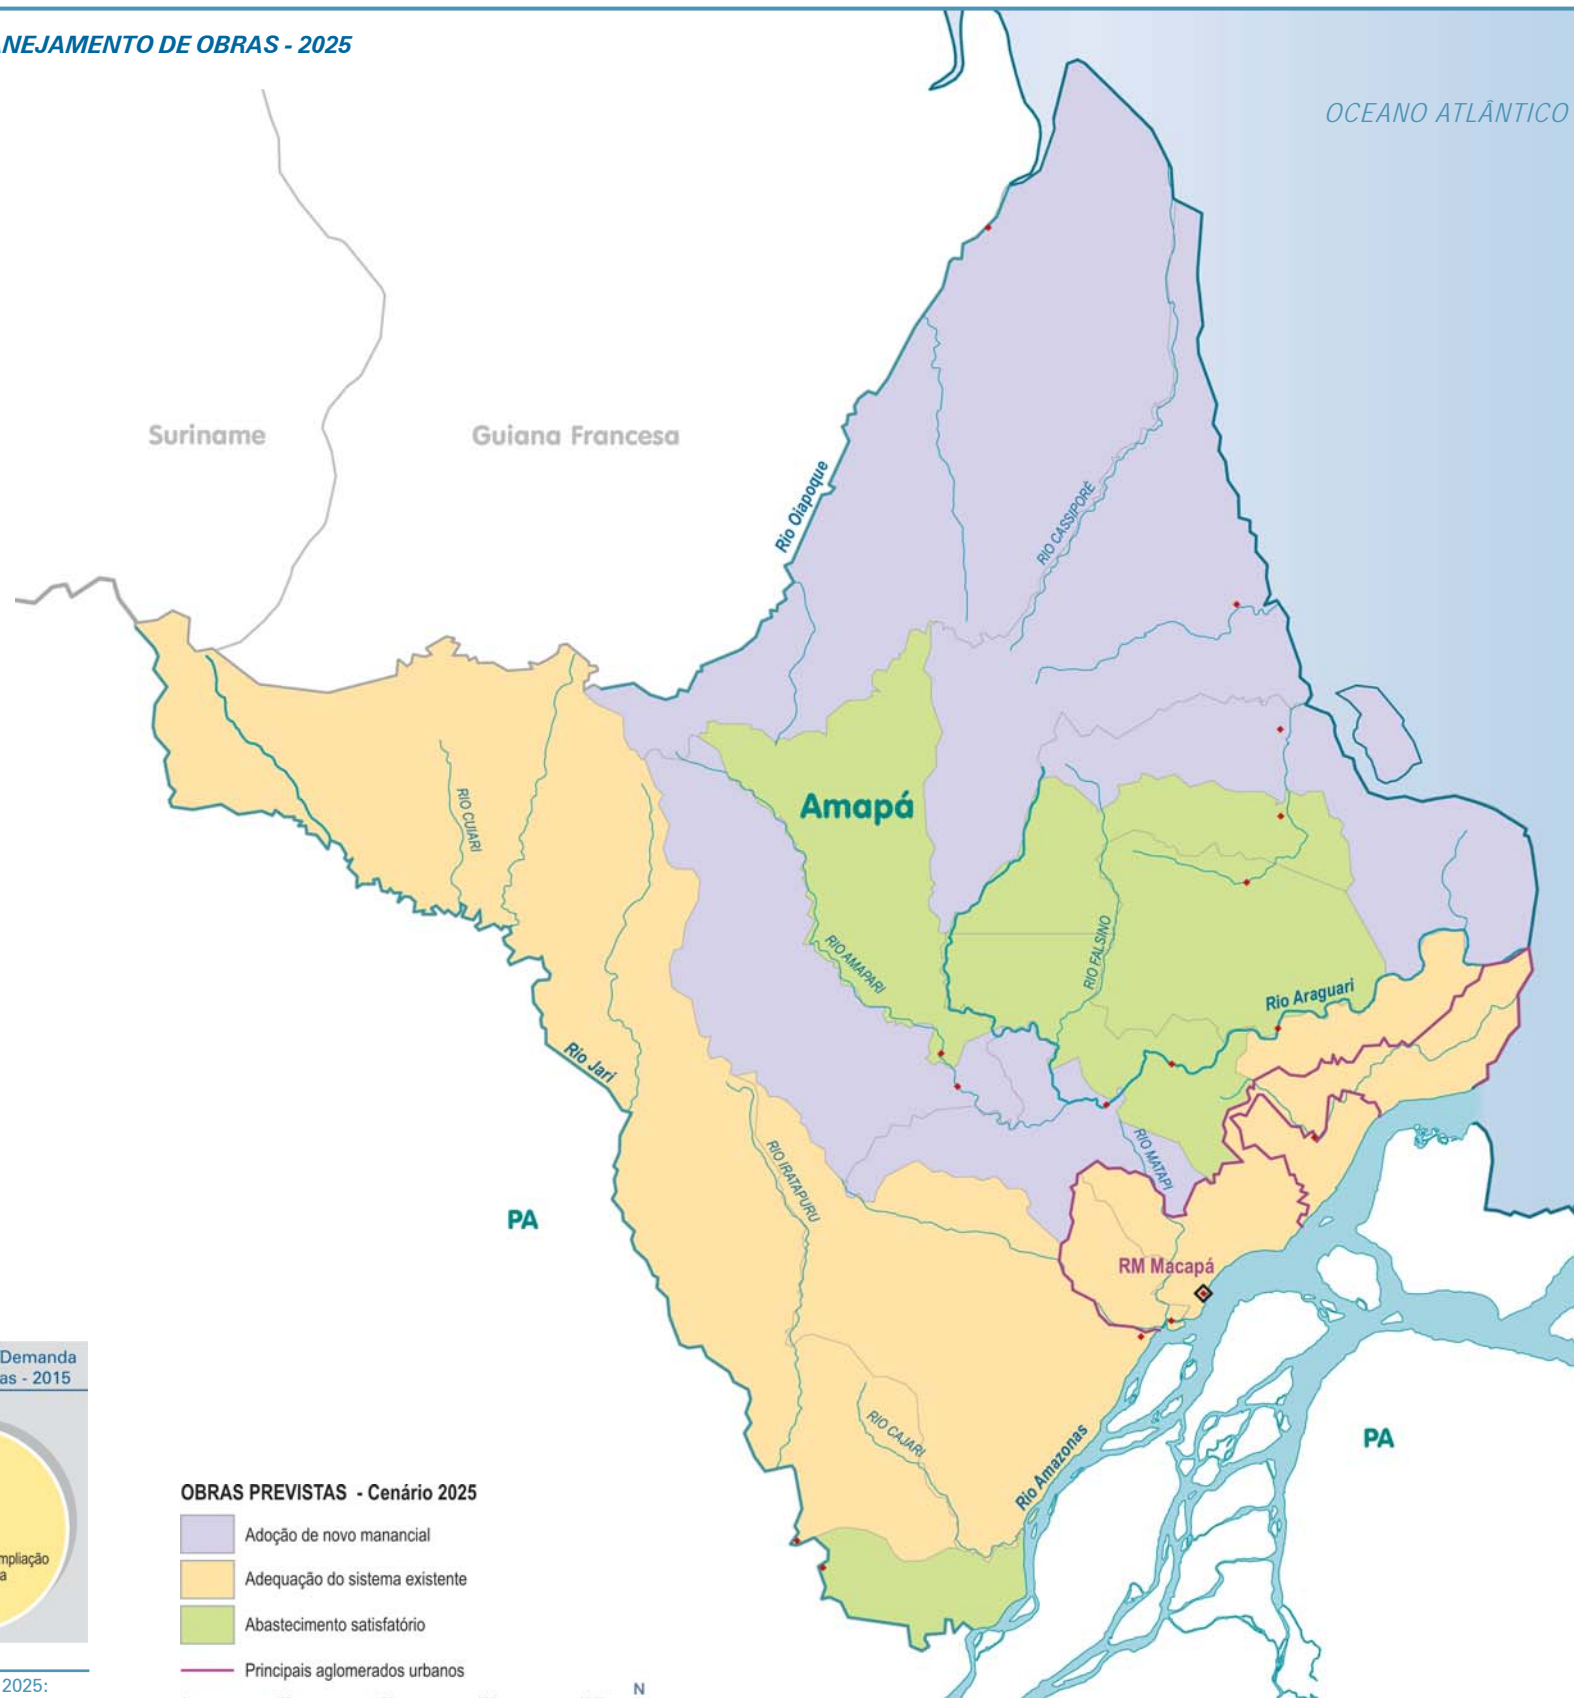 NEJAMENTO DE OBRAS - 2025
OCEANO ATLÂNTICO
Suriname
Guiana Francesa
Rio Oiapoque
RIO CASSIPORÉ
Amapá
RIO CUIARI
RIO AMAPARI
RIO FALSINO
Rio Araguari
Rio Jari
RIO IRATAPURU
RIO MATAPI
PA
RM Macapá
Demanda
as - 2015
RIO CAJARI
Rio Amazonas
PA
mpliação
a
OBRAS PREVISTAS - Cenário 2025
Adoção de novo manancial
Adequação do sistema existente
Abastecimento satisfatório
Principais aglomerados urbanos
2025:
N